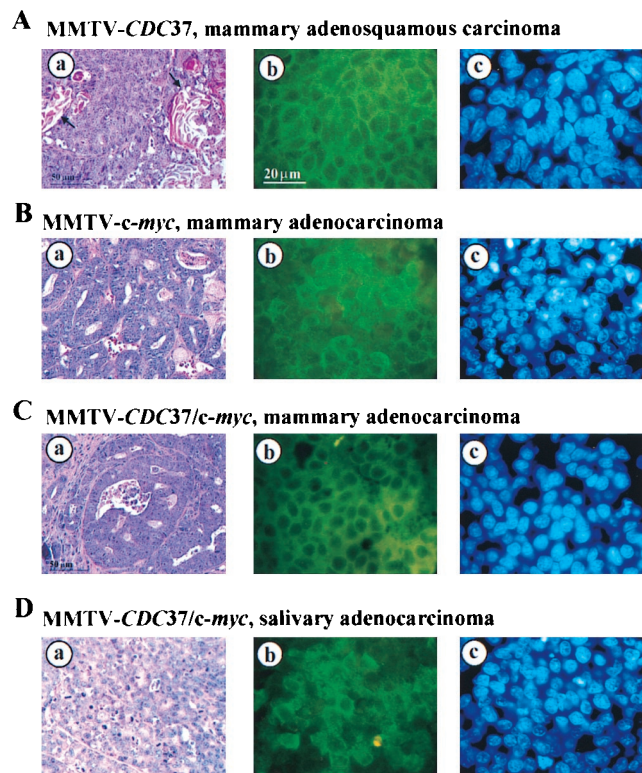 A MMTV-CDC37, mammary adenosquamous carcinoma
a b c
50 μm 20 μm
B MMTV-c-myc, mammary adenocarcinoma
a b c
C MMTV-CDC37/c-myc, mammary adenocarcinoma
a b c
50 μm
D MMTV-CDC37/c-myc, salivary adenocarcinoma
a b c